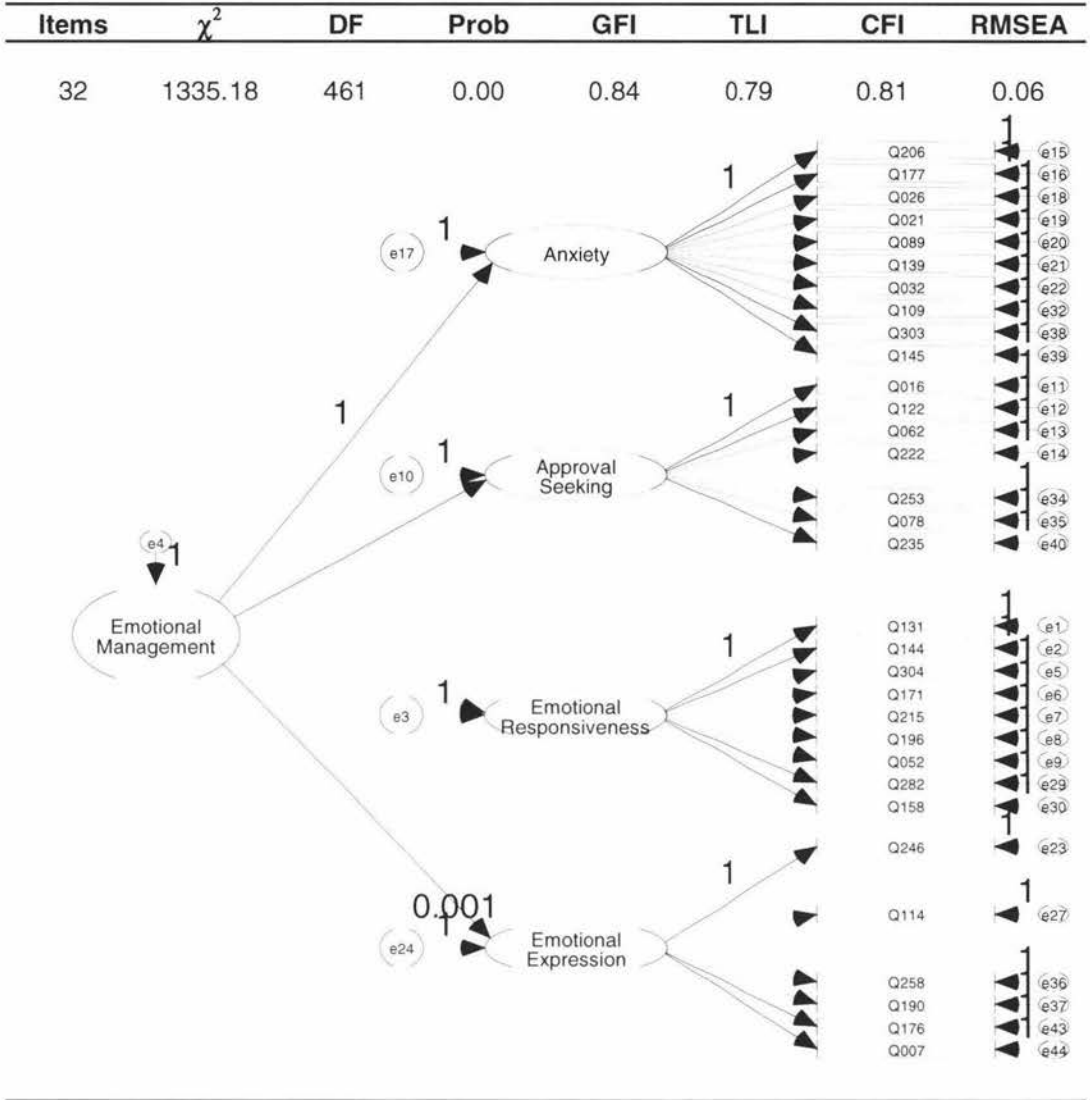 Items χ² DF Prob GFI TLI CFI RMSEA
32 1335.18 461 0.00 0.84 0.79 0.81 0.06
1
Q206 e15
1
Q177 e16
Q026 e18
1
Q021 e19
e17
Anxiety
Q089 e20
Q139 e21
Q032 e22
Q109 e32
Q303 e38
Q145 e39
1
1
Q016 e11
Q122 e12
1
Q062 e13
Q222 e14
e10
Approval
Seeking
Q253 e34
Q078 e35
Q235 e40
e4
1
Emotional
Management
1
Q131 e1
1
Q144 e2
Q304 e5
1
Q171 e6
e3
Emotional
Responsiveness
Q215 e7
Q196 e8
Q052 e9
Q282 e29
Q158 e30
1
Q246 e23
1
1
Q114 e27
0.001
1
e24
Emotional
Expression
Q258 e36
Q190 e37
Q176 e43
Q007 e44